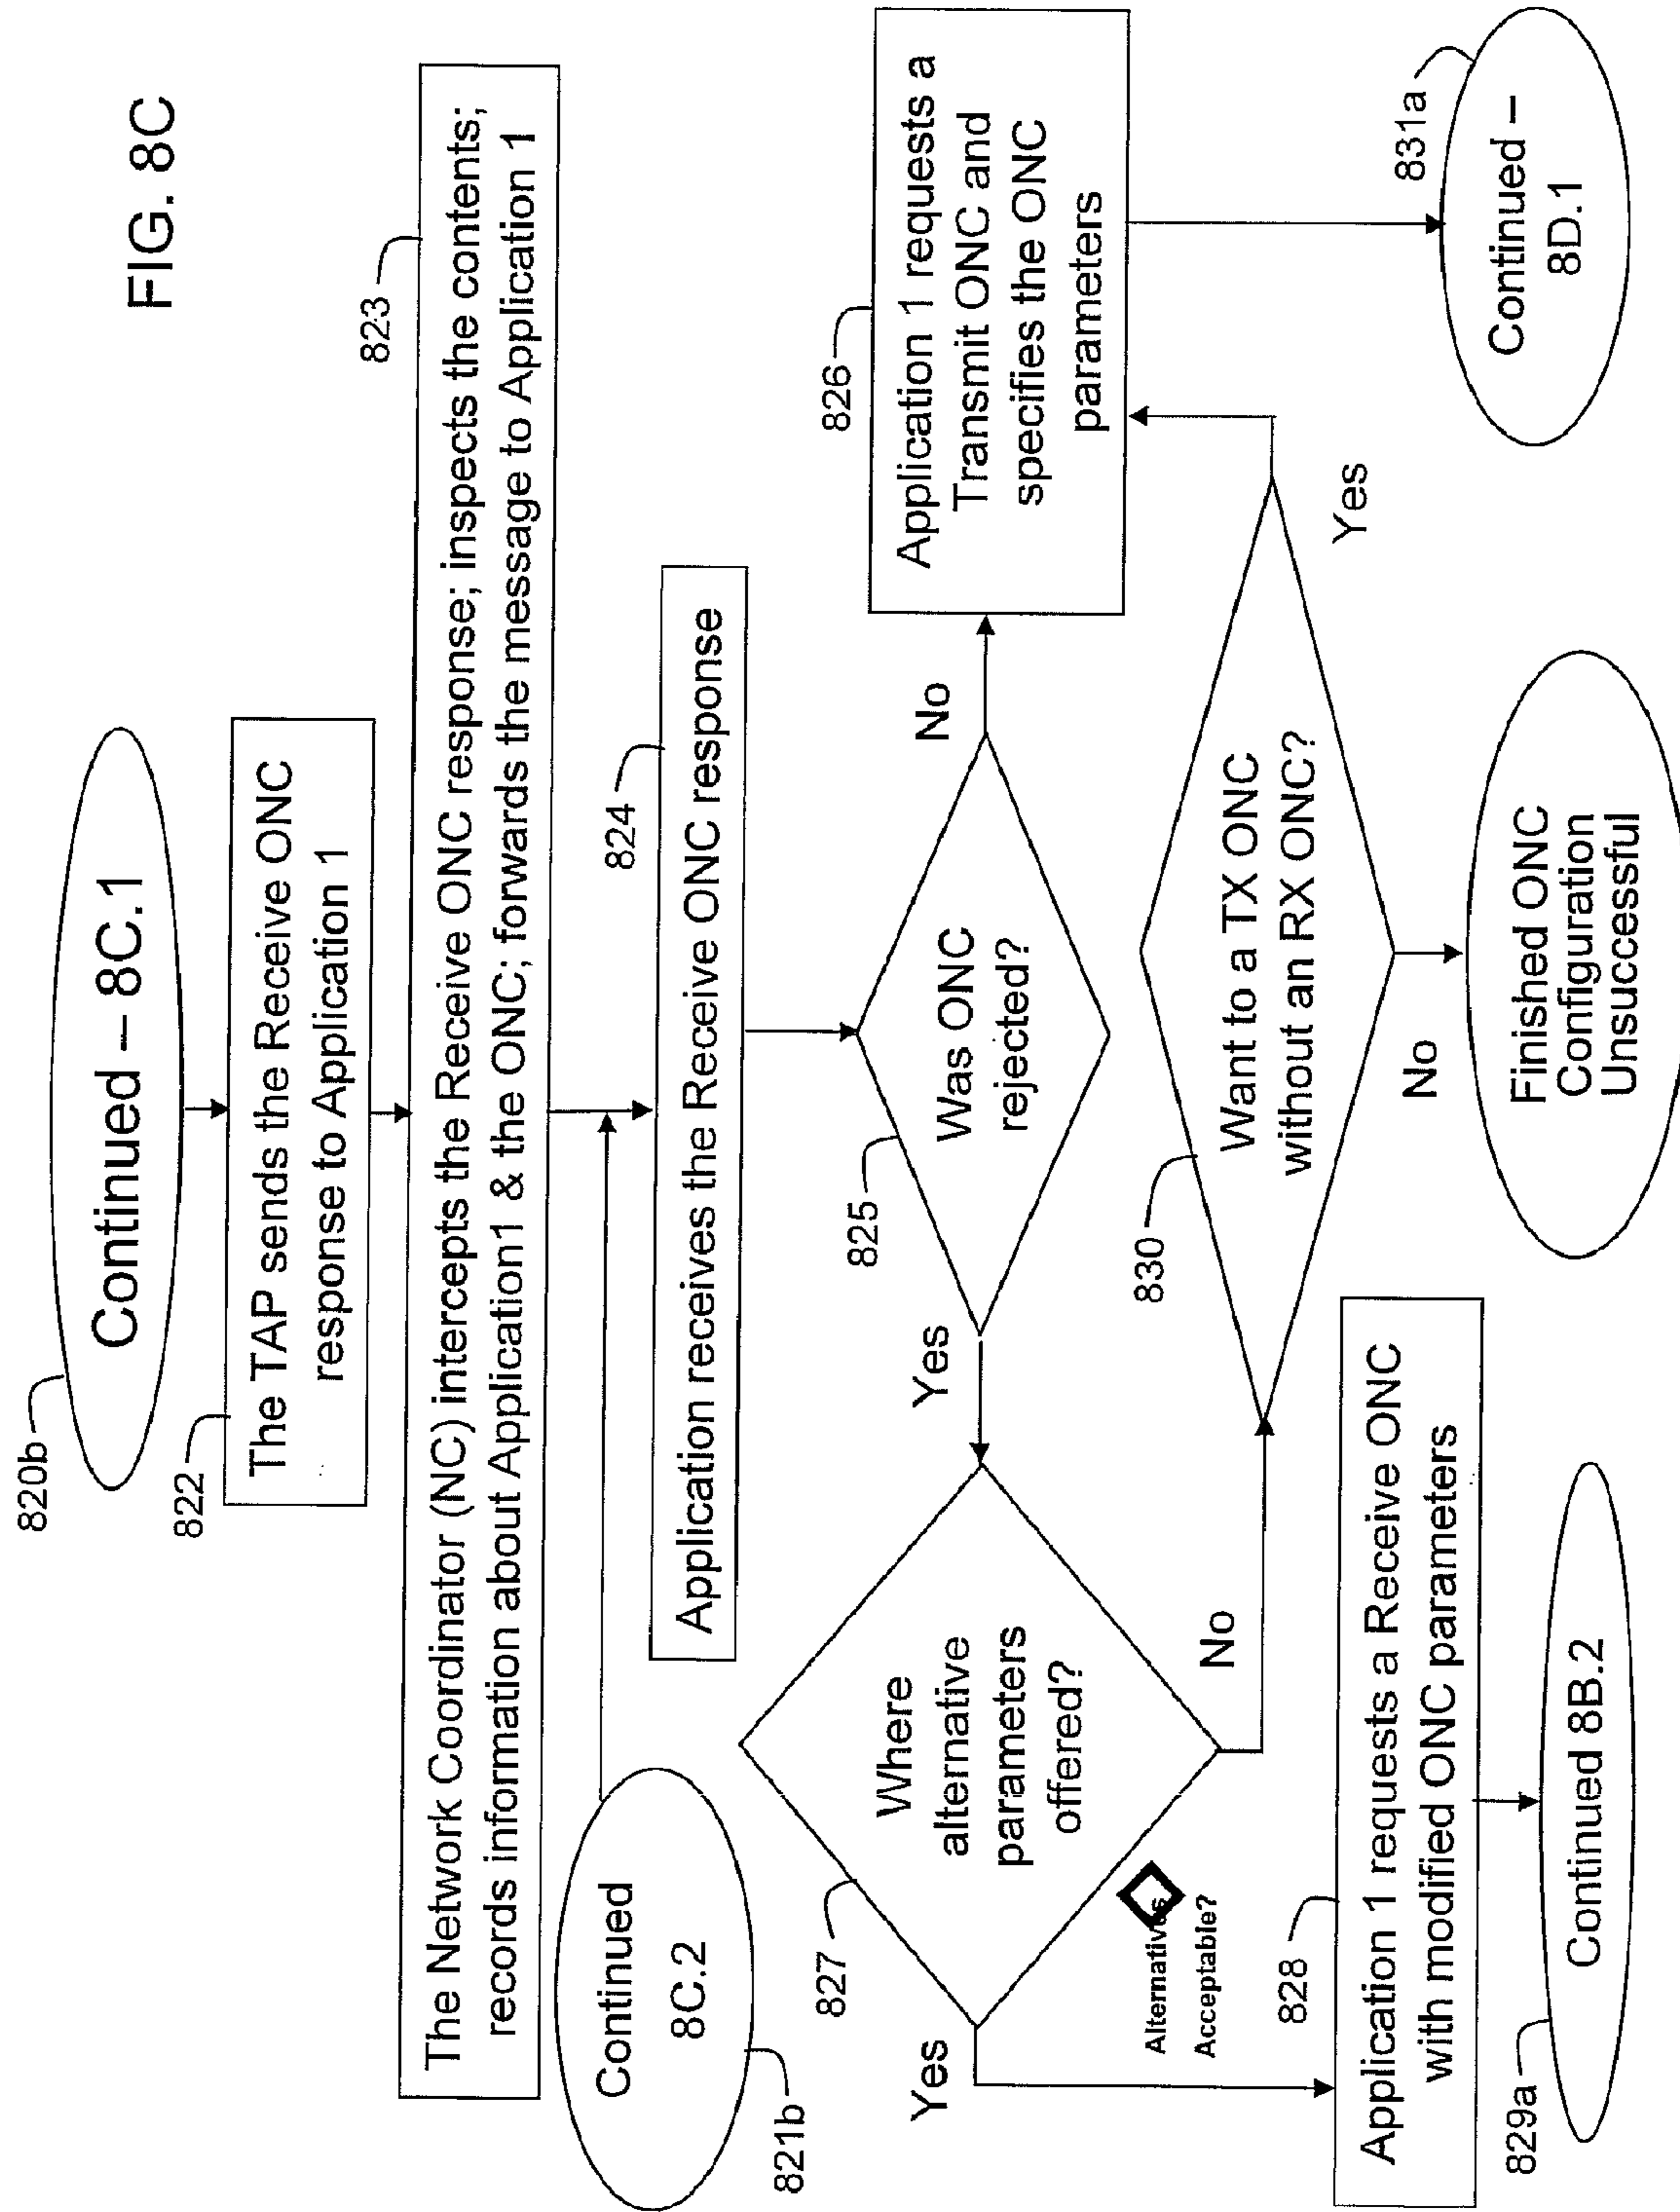 FIG. 8C
820b
Continued – 8C.1
822
The TAP sends the Receive ONC
response to Application 1
823
The Network Coordinator (NC) intercepts the Receive ONC response; inspects the contents;
records information about Application1 & the ONC; forwards the message to Application 1
Continued
8C.2
821b
824
Application receives the Receive ONC response
825
Was ONC
rejected?
Yes
No
826
Application 1 requests a
Transmit ONC and
specifies the ONC
parameters
827
Where
alternative
parameters
offered?
Yes
No
Alternatives
Acceptable?
830
Want to a TX ONC
without an RX ONC?
Yes
No
828
Application 1 requests a Receive ONC
with modified ONC parameters
829a
Continued 8B.2
Finished ONC
Configuration
Unsuccessful
831a
Continued –
8D.1